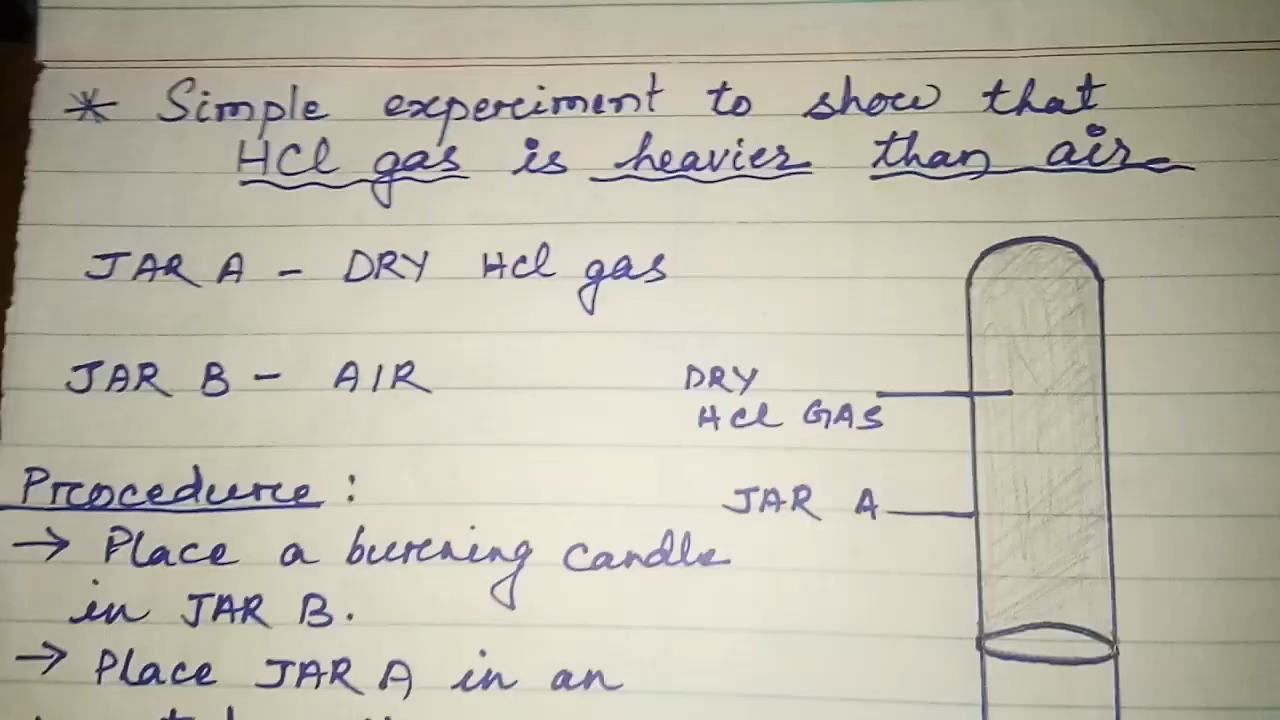 * Simple experiment to show that
HCl gas is heavier than air
JAR A - DRY HCl gas
JAR B - AIR
DRY
HCl GAS
JAR A
Procedure :
→ Place a burning candle
in JAR B.
→ Place JAR A in an